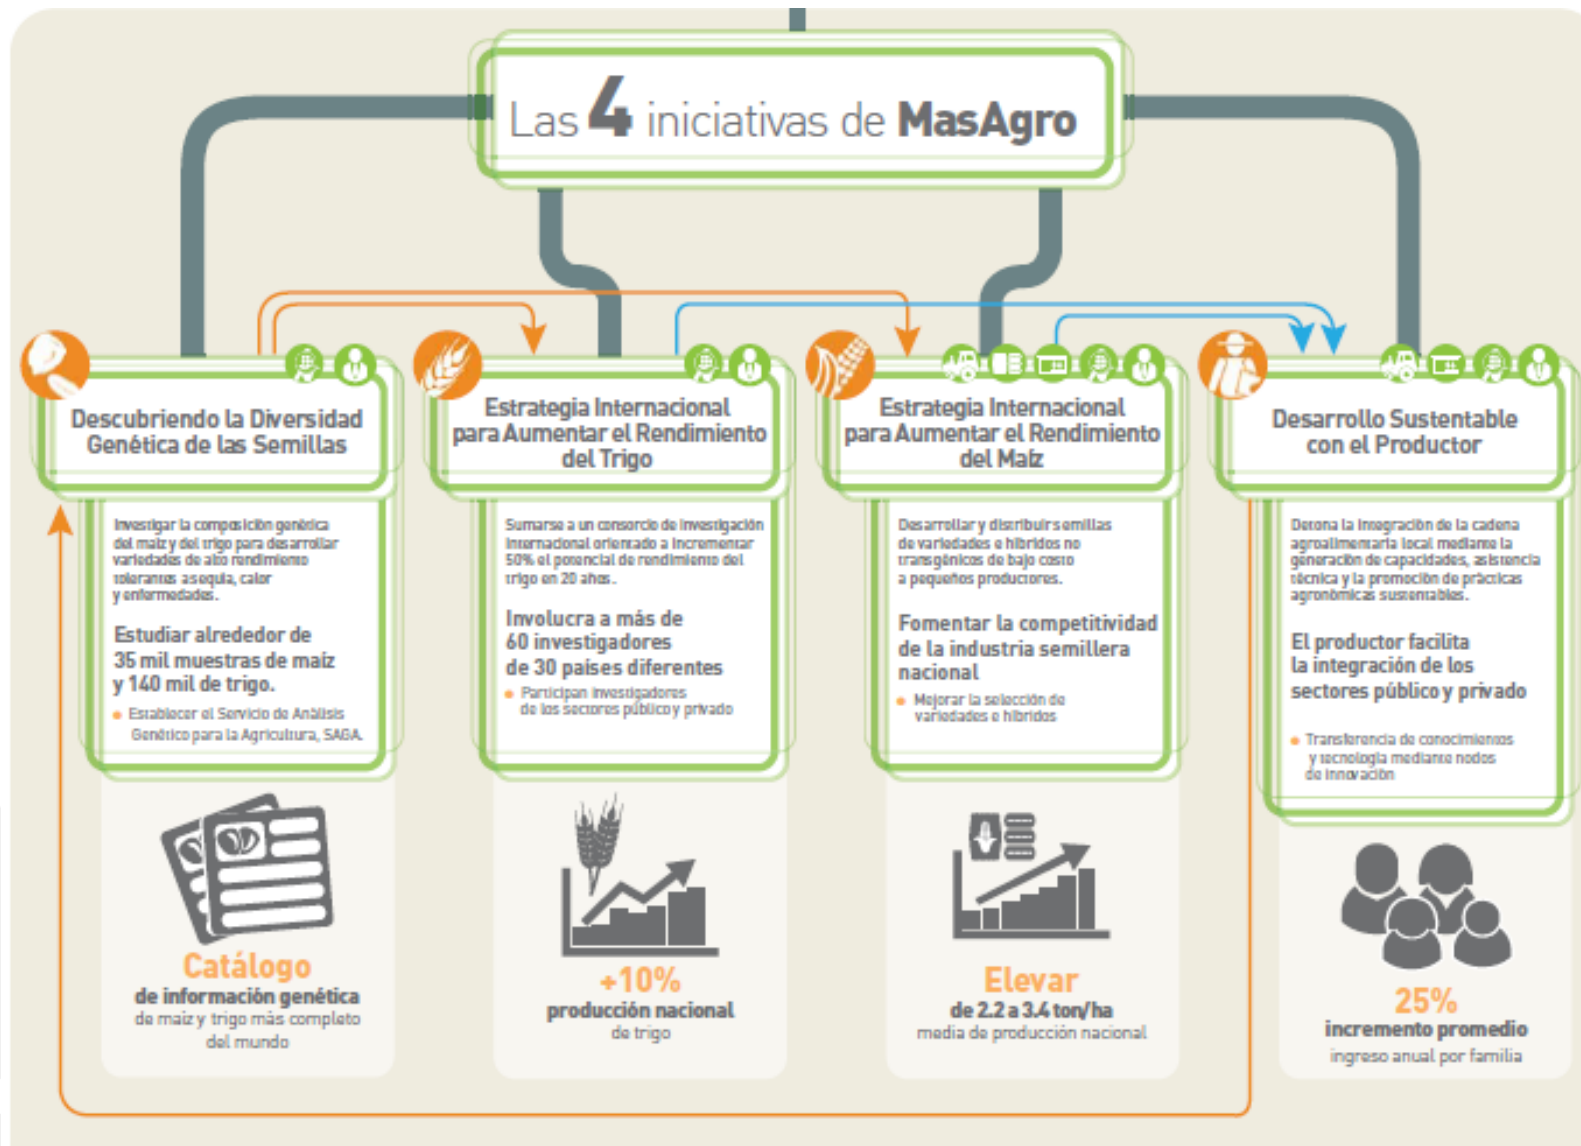 Las 4 iniciativas de MasAgro
Descubriendo la Diversidad
Genética de las Semillas
Investigar la composición genética
del maíz y del trigo para desarrollar
variedades de alto rendimiento
tolerantes a sequía, calor
y enfermedades.
Estudiar alrededor de
35 mil muestras de maíz
y 140 mil de trigo.
Establecer el Servicio de Análisis
Genético para la Agricultura, SAGA.
Catálogo
de información genética
de maíz y trigo más completo
del mundo
Estrategia Internacional
para Aumentar el Rendimiento
del Trigo
Sumarse a un consorcio de investigación
internacional orientado a incrementar
50% el potencial de rendimiento del
trigo en 20 años.
Involucra a más de
60 investigadores
de 30 países diferentes
Participan investigadores
de los sectores público y privado
+10%
producción nacional
de trigo
Estrategia Internacional
para Aumentar el Rendimiento
del Maíz
Desarrollar y distribuir semillas
de variedades e híbridos no
transgénicos de bajo costo
a pequeños productores.
Fomentar la competitividad
de la industria semillera
nacional
Mejorar la selección de
variedades e híbridos
Elevar
de 2.2 a 3.4 ton/ha
media de producción nacional
Desarrollo Sustentable
con el Productor
Detona la integración de la cadena
agroalimentaria local mediante la
generación de capacidades, asistencia
técnica y la promoción de prácticas
agronómicas sustentables.
El productor facilita
la integración de los
sectores público y privado
Transferencia de conocimientos
y tecnología mediante nodos
de innovación
25%
incremento promedio
ingreso anual por familia